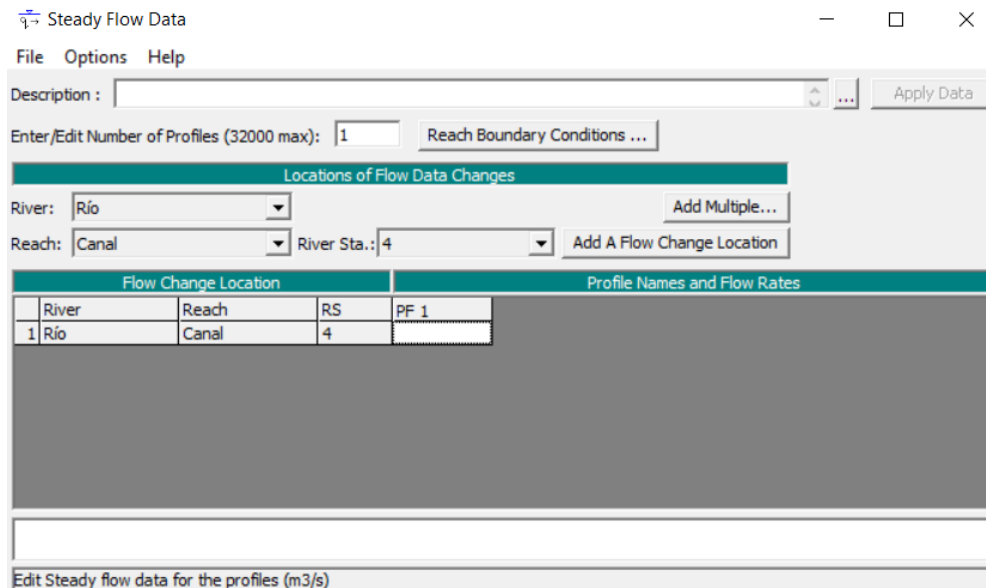 Steady Flow Data
File Options Help
Description :
... Apply Data
Enter/Edit Number of Profiles (32000 max): 1 Reach Boundary Conditions ...
Locations of Flow Data Changes
River: Río Add Multiple...
Reach: Canal River Sta.: 4 Add A Flow Change Location
Flow Change Location Profile Names and Flow Rates
River Reach RS PF 1
1 Río Canal 4
Edit Steady flow data for the profiles (m3/s)